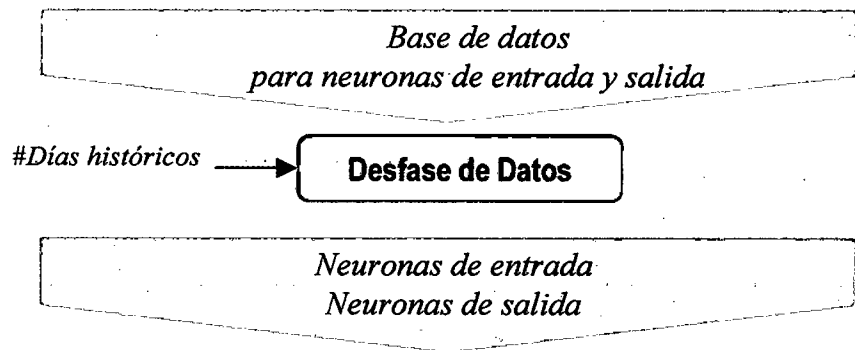 Base de datos
para neuronas de entrada y salida
#Días históricos
Desfase de Datos
Neuronas de entrada
Neuronas de salida